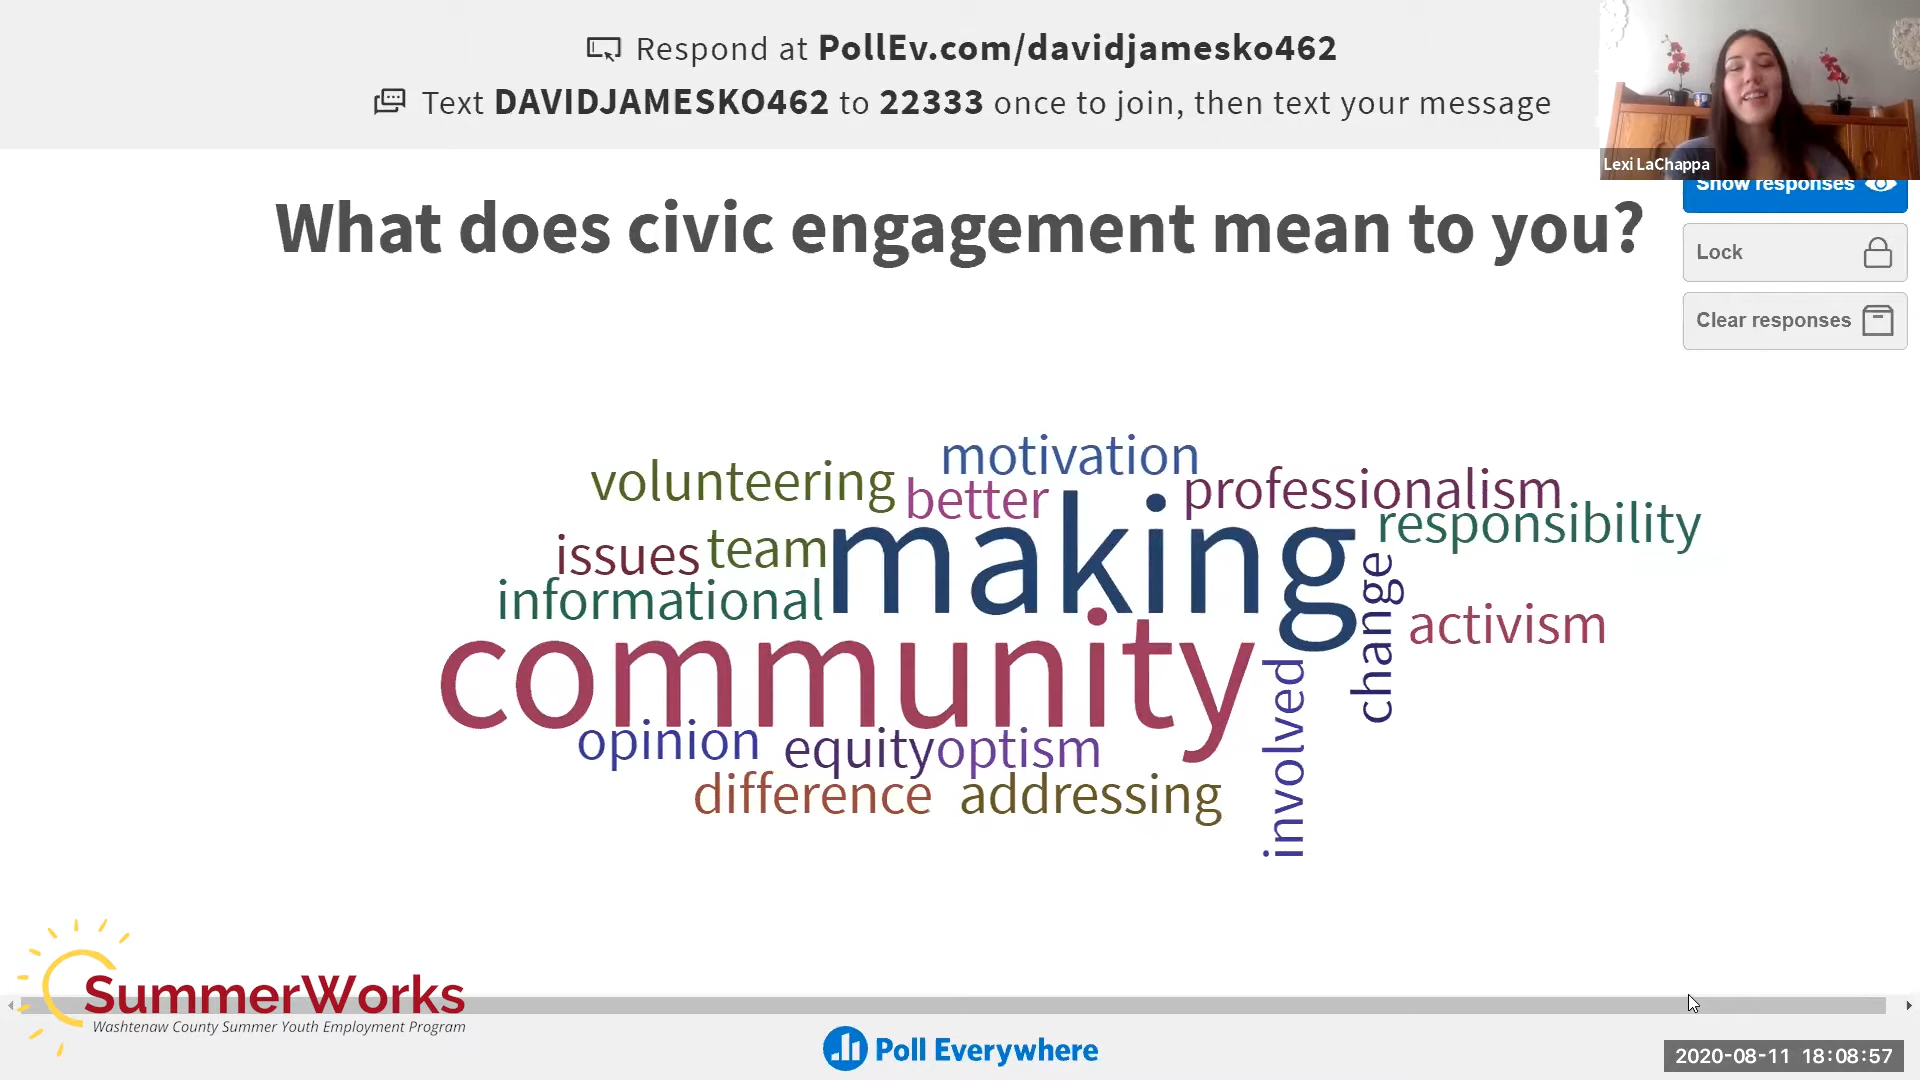 Respond at PollEv.com/davidjamesko462
Text DAVIDJAMESKO462 to 22333 once to join, then text your message
Lexi LaChappa
Show responses
What does civic engagement mean to you?
Lock
Clear responses
motivation
volunteering
better
professionalism
making
responsibility
issues
team
change
informational
activism
community
involved
opinion
equity
optism
difference
addressing
SummerWorks
Washtenaw County Summer Youth Employment Program
Poll Everywhere
2020-08-11 18:08:57